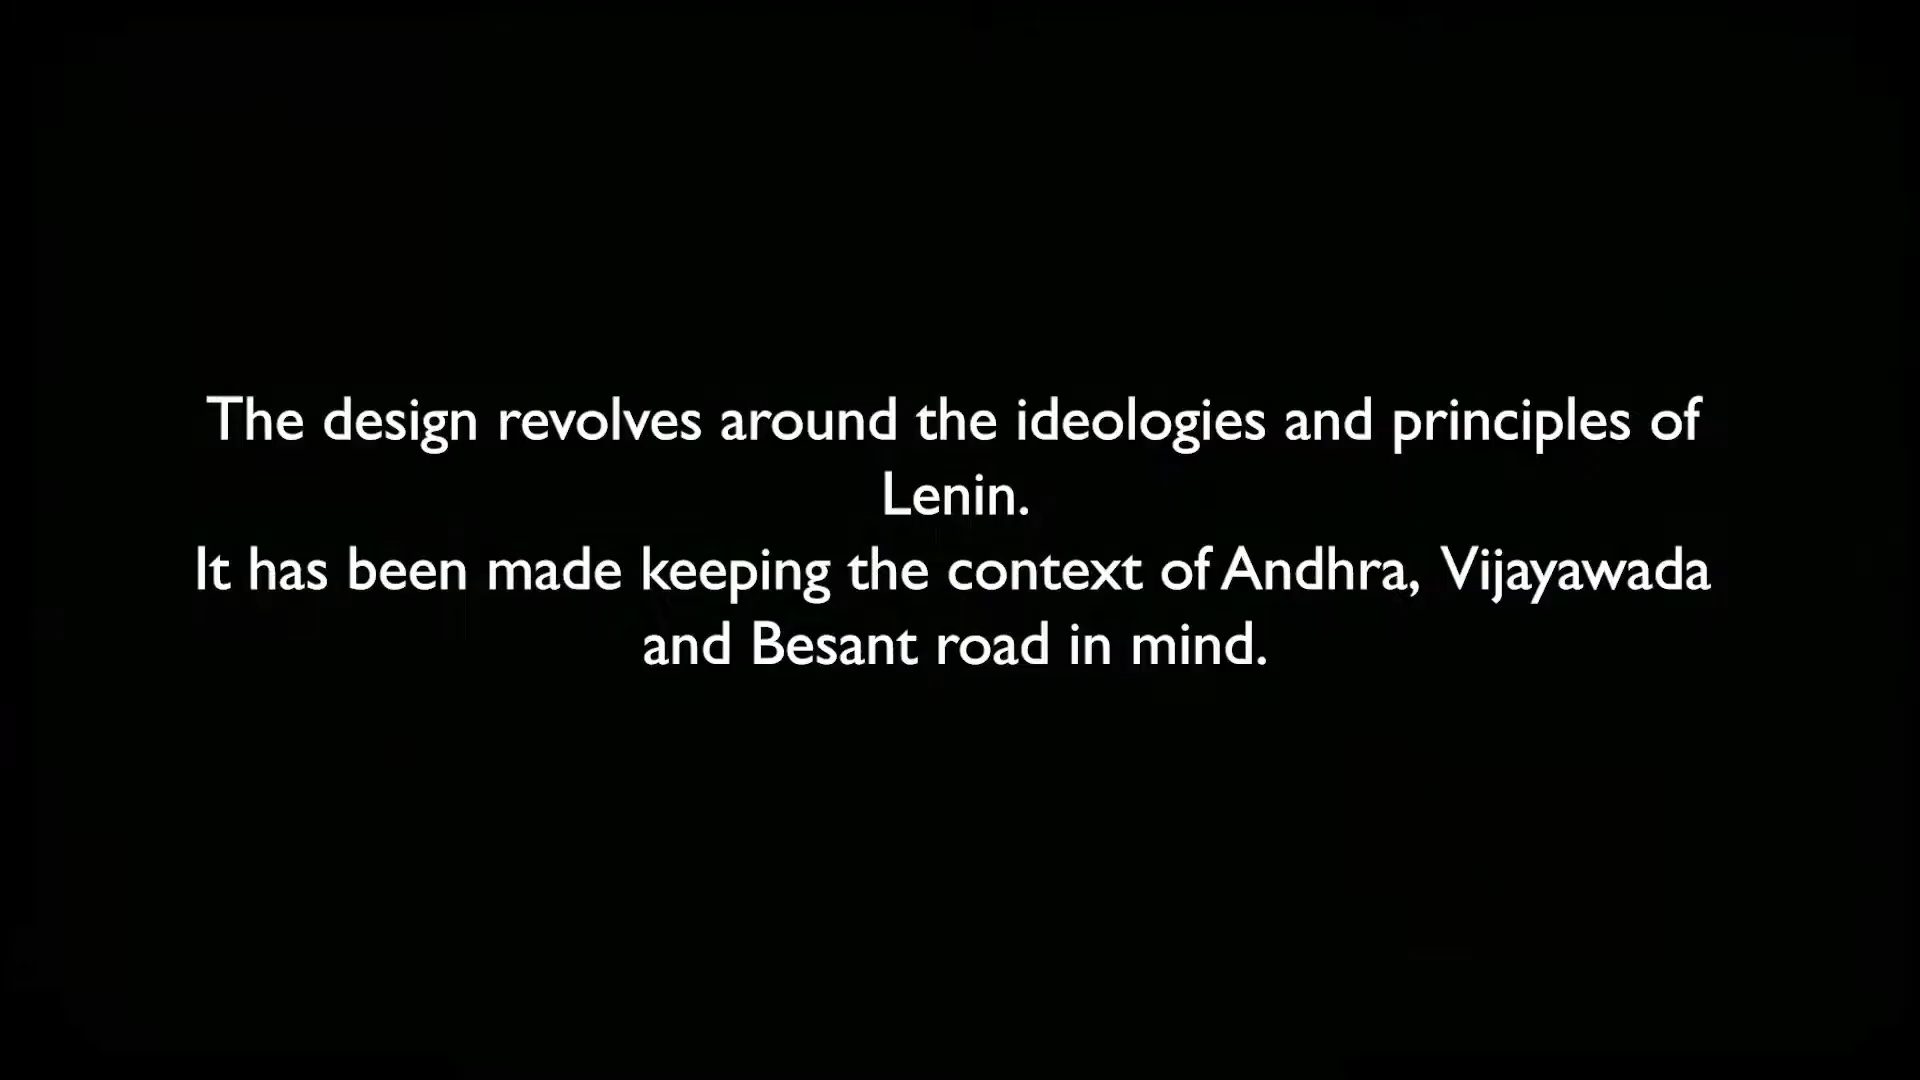 The design revolves around the ideologies and principles of
Lenin.
It has been made keeping the context of Andhra, Vijayawada
and Besant road in mind.